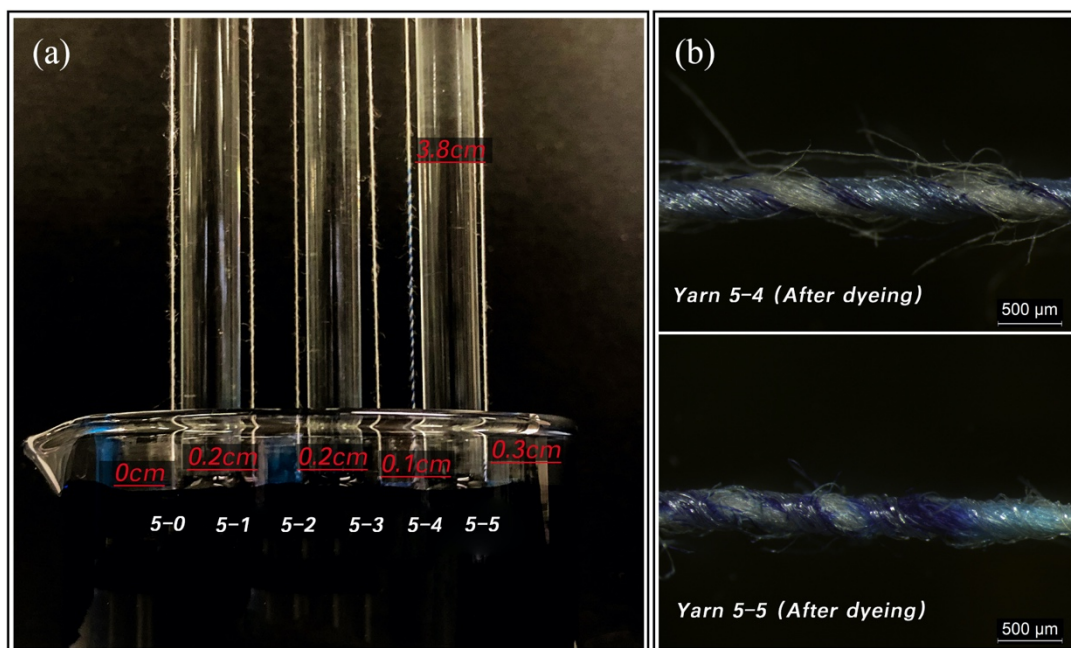 (a)
3.8cm
0cm
0.2cm
0.2cm
0.1cm
0.3cm
5-0
5-1
5-2
5-3
5-4
5-5
(b)
Yarn 5-4 (After dyeing)
500 µm
Yarn 5-5 (After dyeing)
500 µm